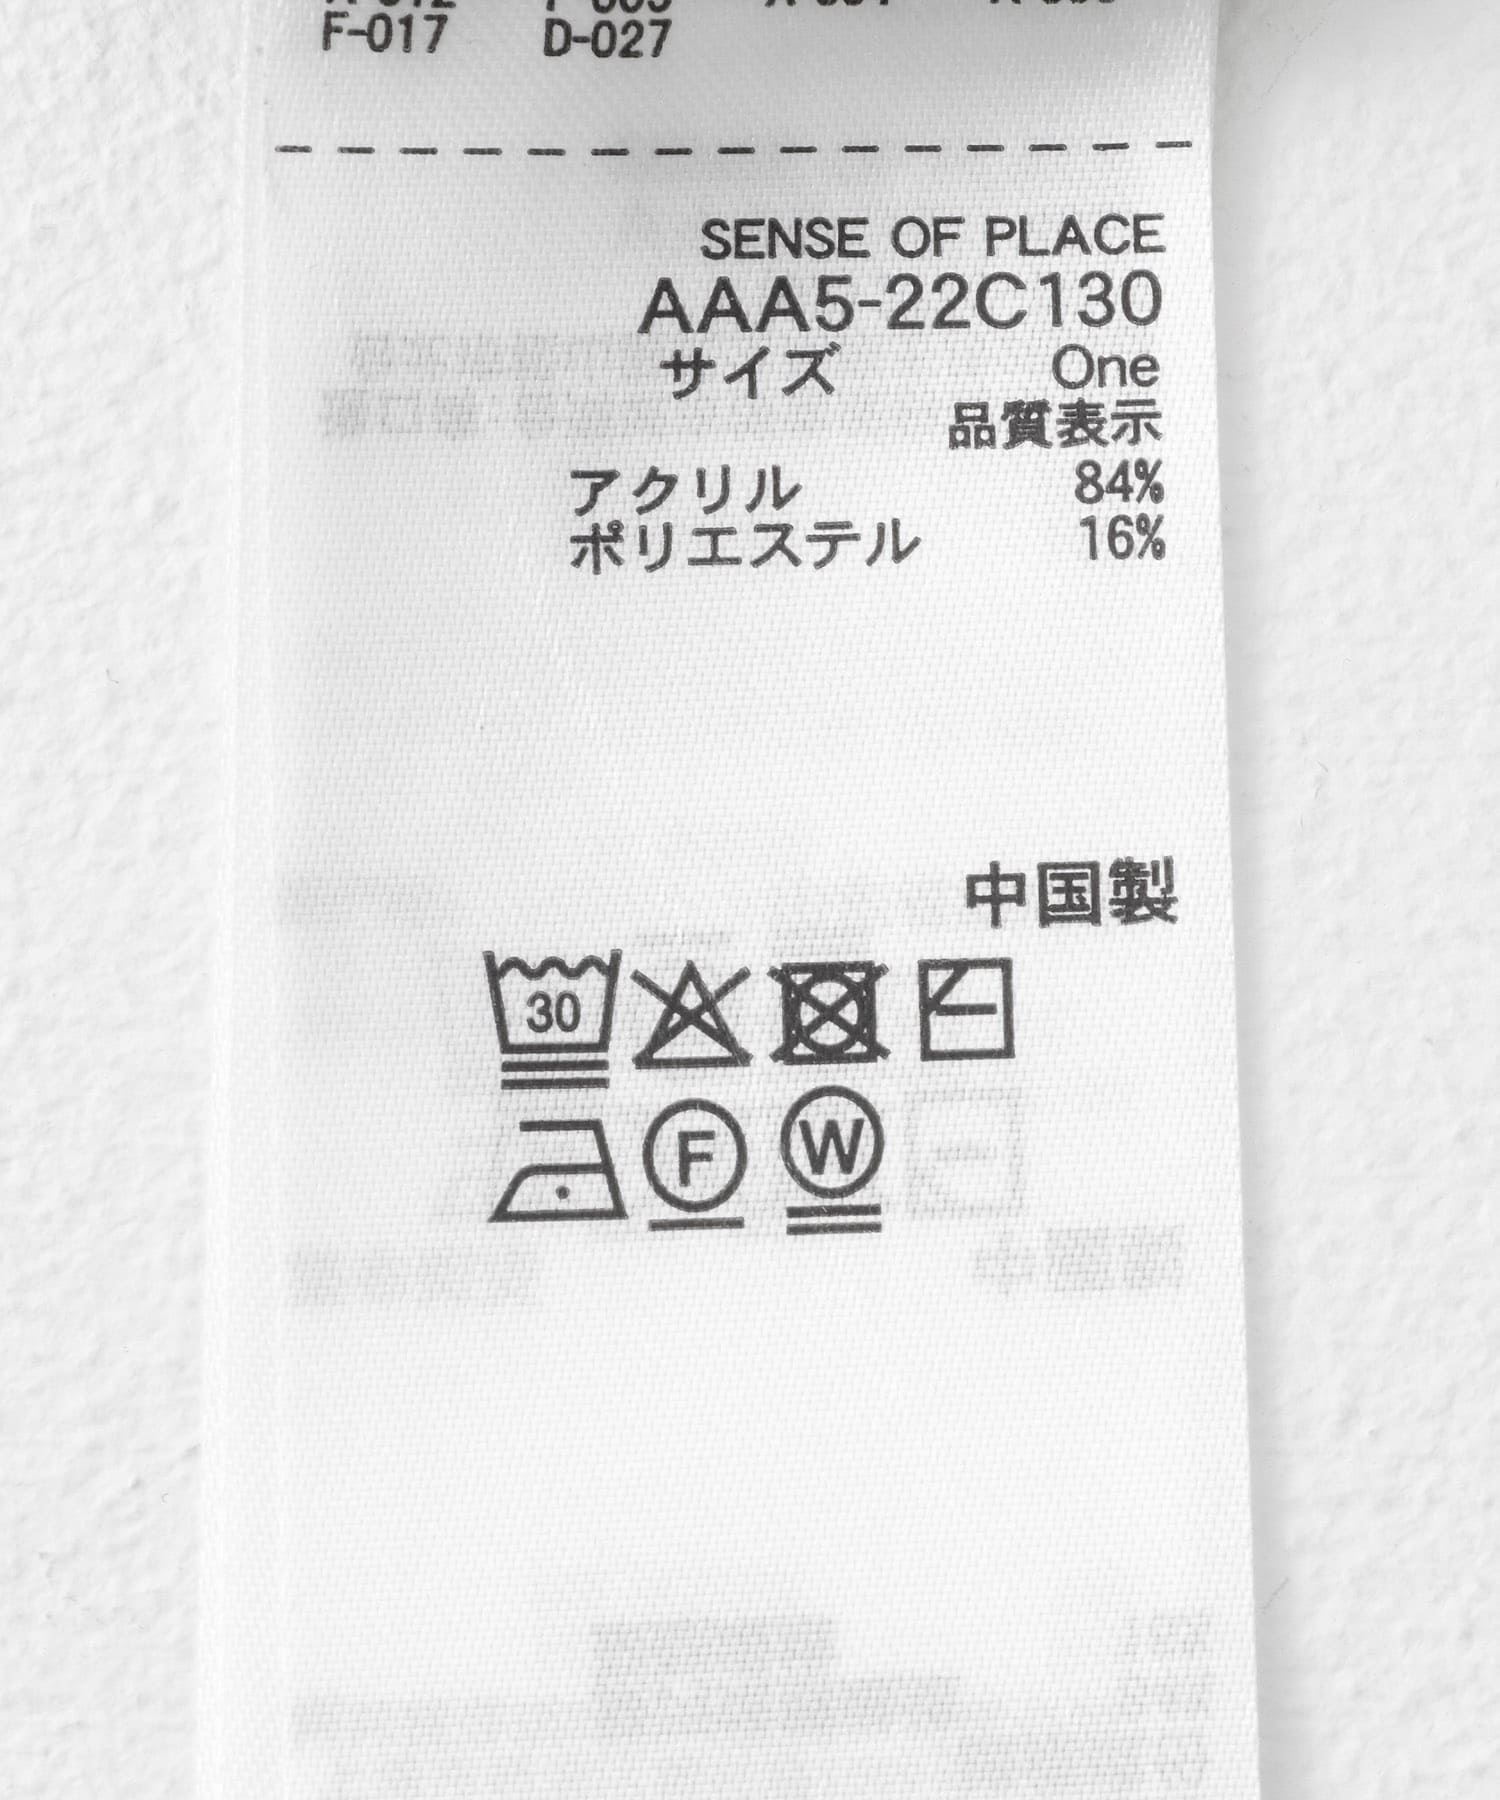 F-017 D-027
SENSE OF PLACE
AAA5-22C130
サイズ One
品質表示
アクリル 84%
ポリエステル 16%
中国製
30
F W